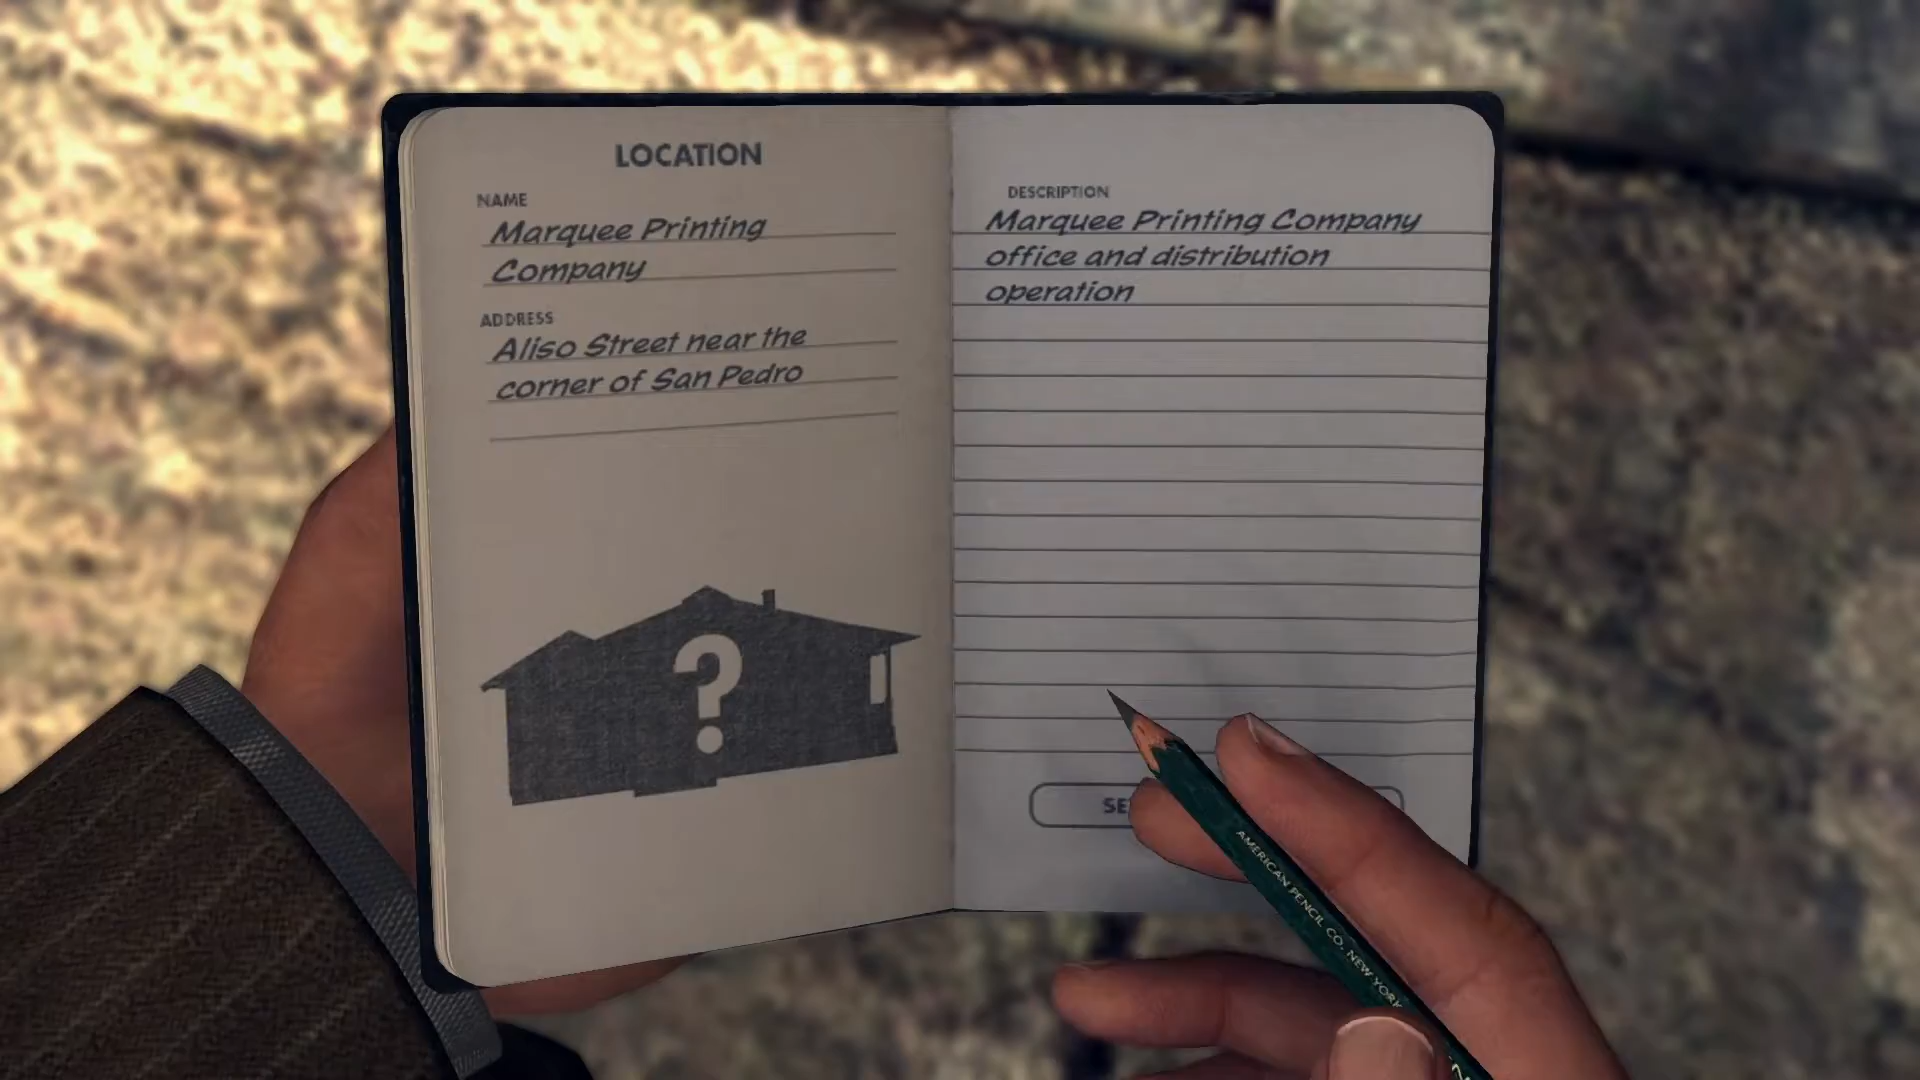 LOCATION
NAME
Marquee Printing
Company
ADDRESS
Aliso Street near the
corner of San Pedro
DESCRIPTION
Marquee Printing Company
office and distribution
operation
AMERICAN PENCIL CO. NEW YORK